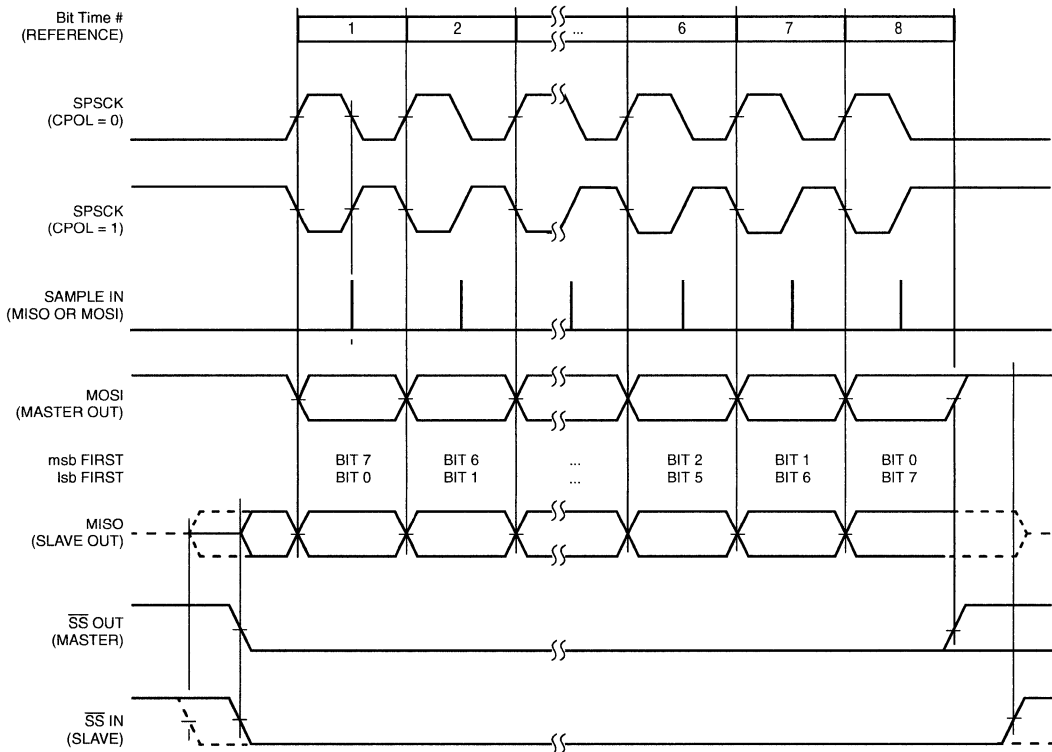 Bit Time #
(REFERENCE)
1 2 ... 6 7 8
SPSCK
(CPOL = 0)
SPSCK
(CPOL = 1)
SAMPLE IN
(MISO OR MOSI)
MOSI
(MASTER OUT)
msb FIRST BIT 7 BIT 6 ... BIT 2 BIT 1 BIT 0
lsb FIRST BIT 0 BIT 1 BIT 5 BIT 6 BIT 7
MISO
(SLAVE OUT)
S̅S̅ OUT
(MASTER)
S̅S̅ IN
(SLAVE)